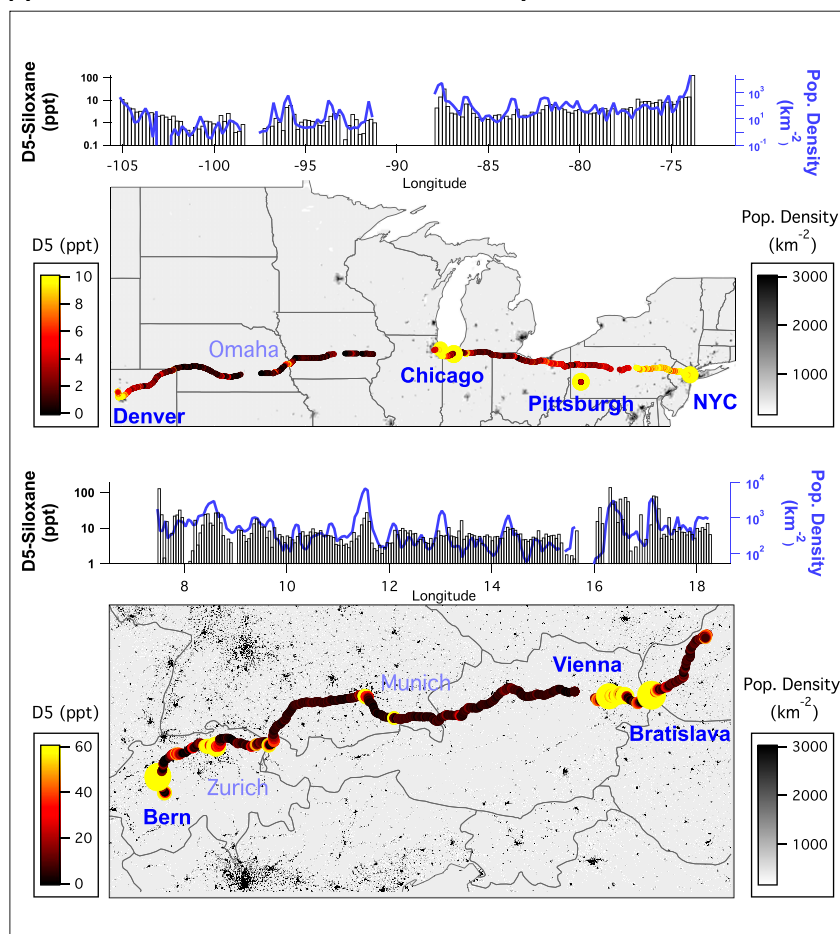 D5-Siloxane
(ppt)
100
10
1
0.1
10^3
10^1
10^-1
Pop. Density
(km^-2)
-105
-100
-95
-90
-85
-80
-75
Longitude
D5 (ppt)
10
8
6
4
2
0
Omaha
Denver
Chicago
Pittsburgh
NYC
Pop. Density
(km^-2)
3000
2000
1000
D5-Siloxane
(ppt)
100
10
1
10^4
10^3
10^2
Pop. Density
(km^-2)
8
10
12
14
16
18
Longitude
D5 (ppt)
60
40
20
0
Munich
Vienna
Bratislava
Zurich
Bern
Pop. Density
(km^-2)
3000
2000
1000